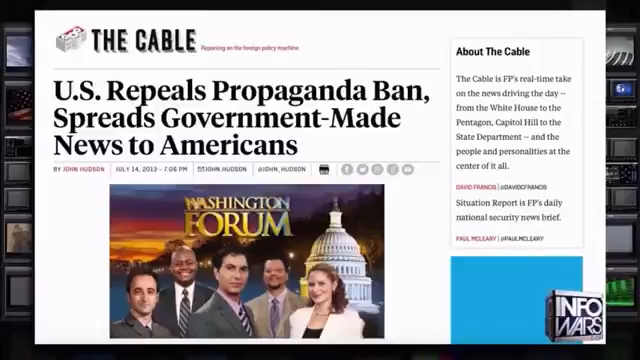 THE CABLE
Reporting on the foreign policy machine
U.S. Repeals Propaganda Ban,
Spreads Government-Made
News to Americans
BY JOHN HUDSON
JULY 14, 2013 - 7:06 PM
JOHN.HUDSON
@JOHN_HUDSON
WASHINGTON
FORUM
About The Cable
The Cable is FP's real-time take
on the news driving the day --
from the White House to the
Pentagon, Capitol Hill to the
State Department -- and the
people and personalities at the
center of it all.
DAVID FRANCIS | @DAVIDCFRANCIS
Situation Report is FP's daily
national security news brief.
PAUL MCLEARY | @PAULMCLEARY
INFO
WARS